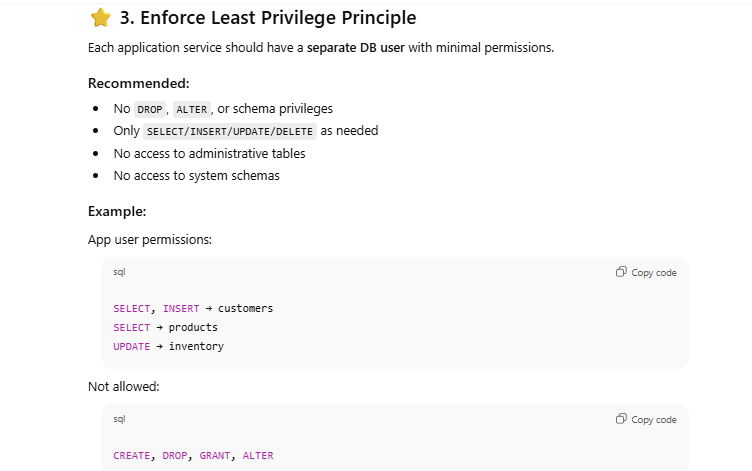 ⭐ 3. Enforce Least Privilege Principle
Each application service should have a separate DB user with minimal permissions.
Recommended:
• No DROP, ALTER, or schema privileges
• Only SELECT/INSERT/UPDATE/DELETE as needed
• No access to administrative tables
• No access to system schemas
Example:
App user permissions:
sql Copy code
SELECT, INSERT → customers
SELECT → products
UPDATE → inventory
Not allowed:
sql Copy code
CREATE, DROP, GRANT, ALTER